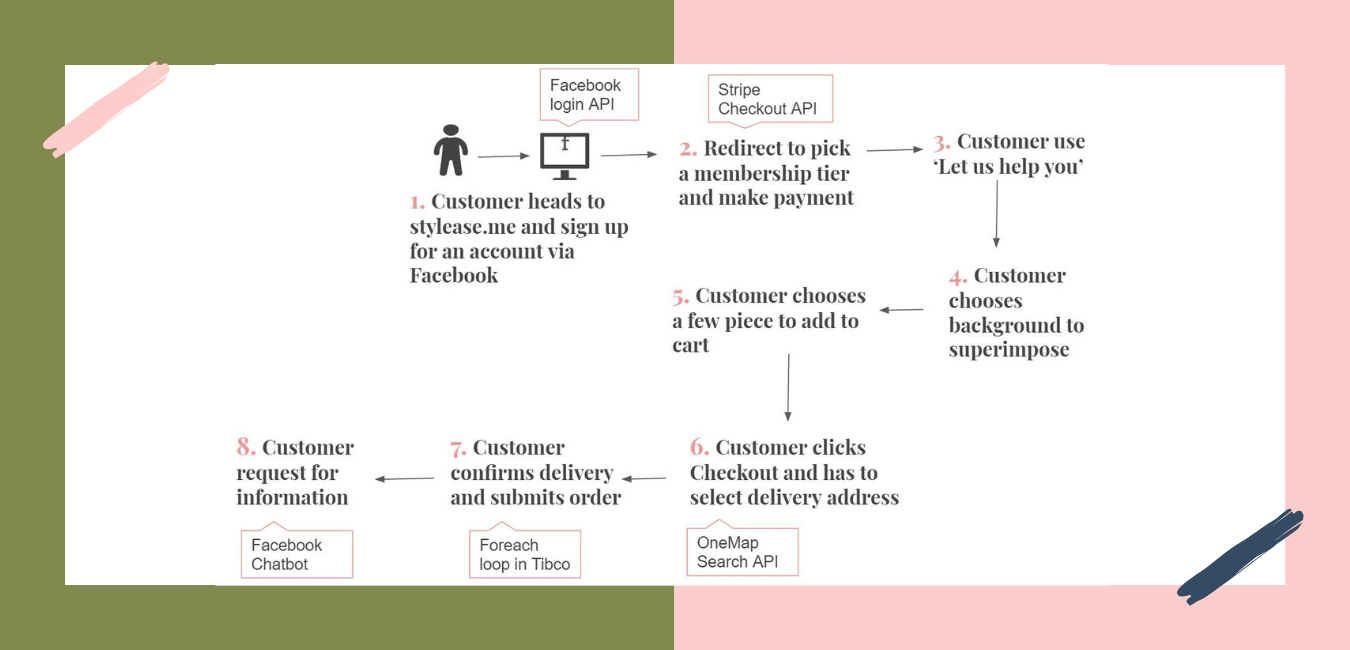 Facebook
login API
Stripe
Checkout API
f
1. Customer heads to
stylease.me and sign up
for an account via
Facebook
2. Redirect to pick
a membership tier
and make payment
3. Customer use
‘Let us help you’
4. Customer
chooses
background to
superimpose
5. Customer chooses
a few piece to add to
cart
6. Customer clicks
Checkout and has to
select delivery address
OneMap
Search API
7. Customer
confirms delivery
and submits order
Foreach
loop in Tibco
8. Customer
request for
information
Facebook
Chatbot